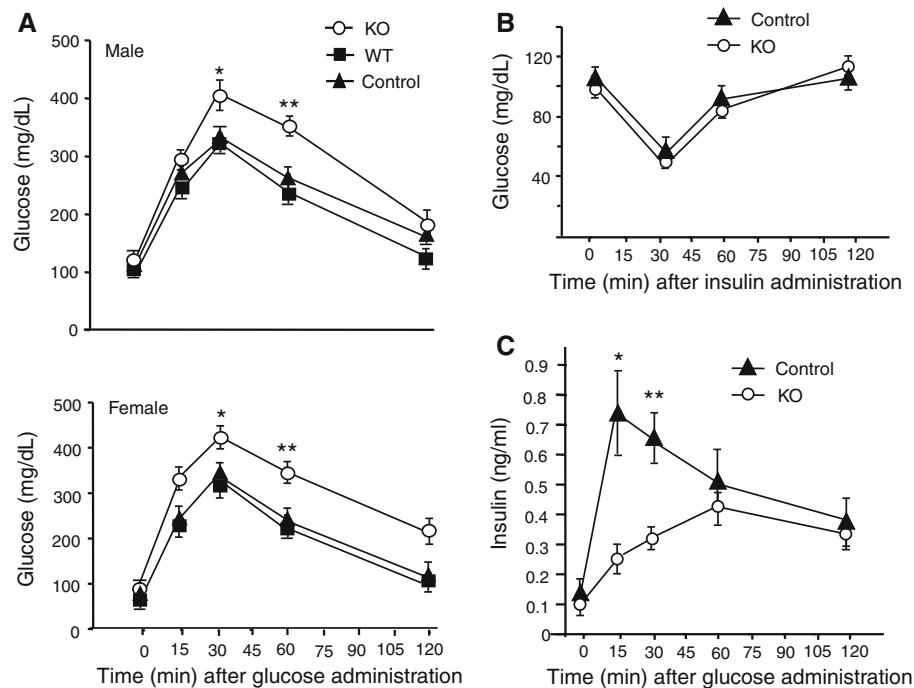 A
Male
KO
WT
Control
Glucose (mg/dL)
500
400
300
200
100
0
*
**
Female
Glucose (mg/dL)
500
400
300
200
100
0
*
**
0 15 30 45 60 75 90 105 120
Time (min) after glucose administration
B
Control
KO
Glucose (mg/dL)
120
80
40
0 15 30 45 60 75 90 105 120
Time (min) after insulin administration
C
Control
KO
Insulin (ng/ml)
0.9
0.8
0.7
0.6
0.5
0.4
0.3
0.2
0.1
0
*
**
0 15 30 45 60 75 90 105 120
Time (min) after glucose administration